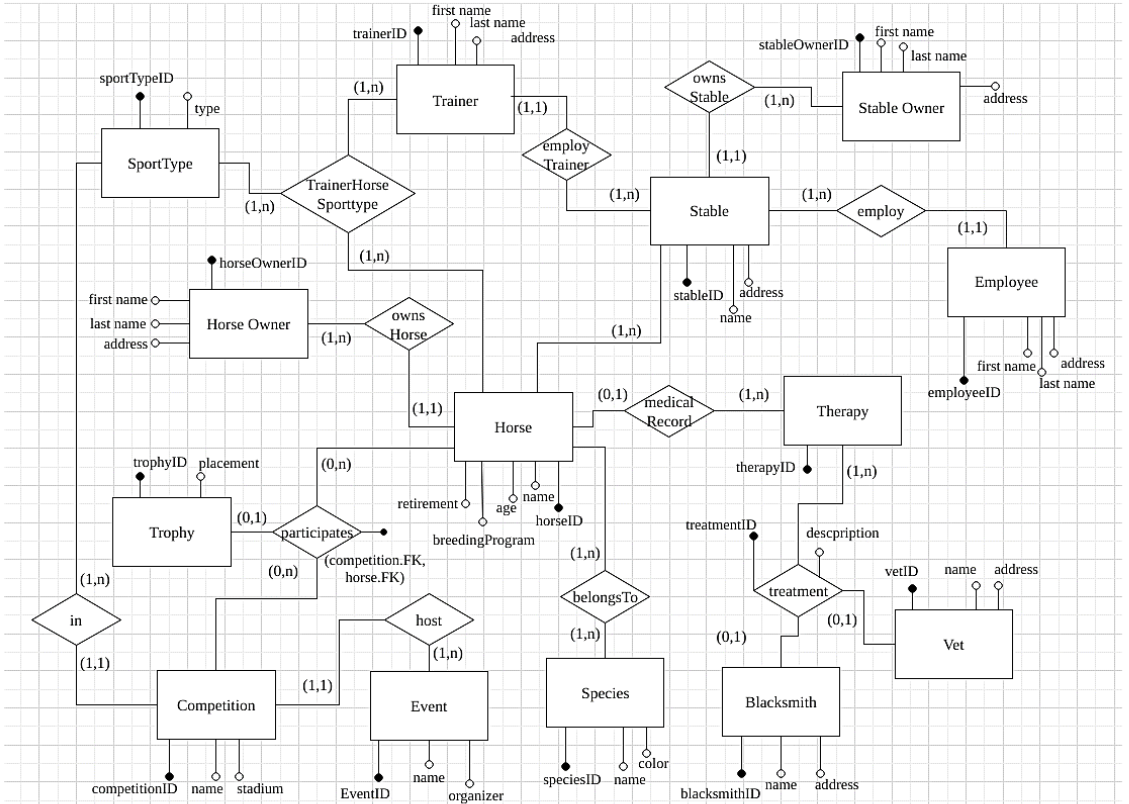 first name
last name
trainerID
address
Trainer
(1,n)
(1,1)
first name
stableOwnerID
last name
Stable Owner
address
owns
Stable
(1,n)
(1,1)
sportTypeID
type
SportType
(1,n)
TrainerHorse
Sporttype
(1,n)
employ
Trainer
(1,n)
Stable
(1,n)
employ
(1,1)
stableID
address
name
Employee
first name
address
last name
employeeID
horseOwnerID
first name
last name
address
Horse Owner
(1,n)
owns
Horse
(1,1)
(1,n)
Horse
(0,1)
medical
Record
(1,n)
Therapy
therapyID
(1,n)
(0,n)
retirement
age
name
horseID
breedingProgram
trophyID
placement
Trophy
(0,1)
participates
(competition.FK,
horse.FK)
(0,n)
treatmentID
descpription
treatment
(0,1)
(0,1)
vetID
name
address
Vet
(1,n)
belongsTo
(1,n)
(1,n)
in
(1,1)
host
(1,n)
(1,1)
Competition
competitionID
name
stadium
Event
EventID
name
organizer
Species
speciesID
name
color
Blacksmith
blacksmithID
name
address